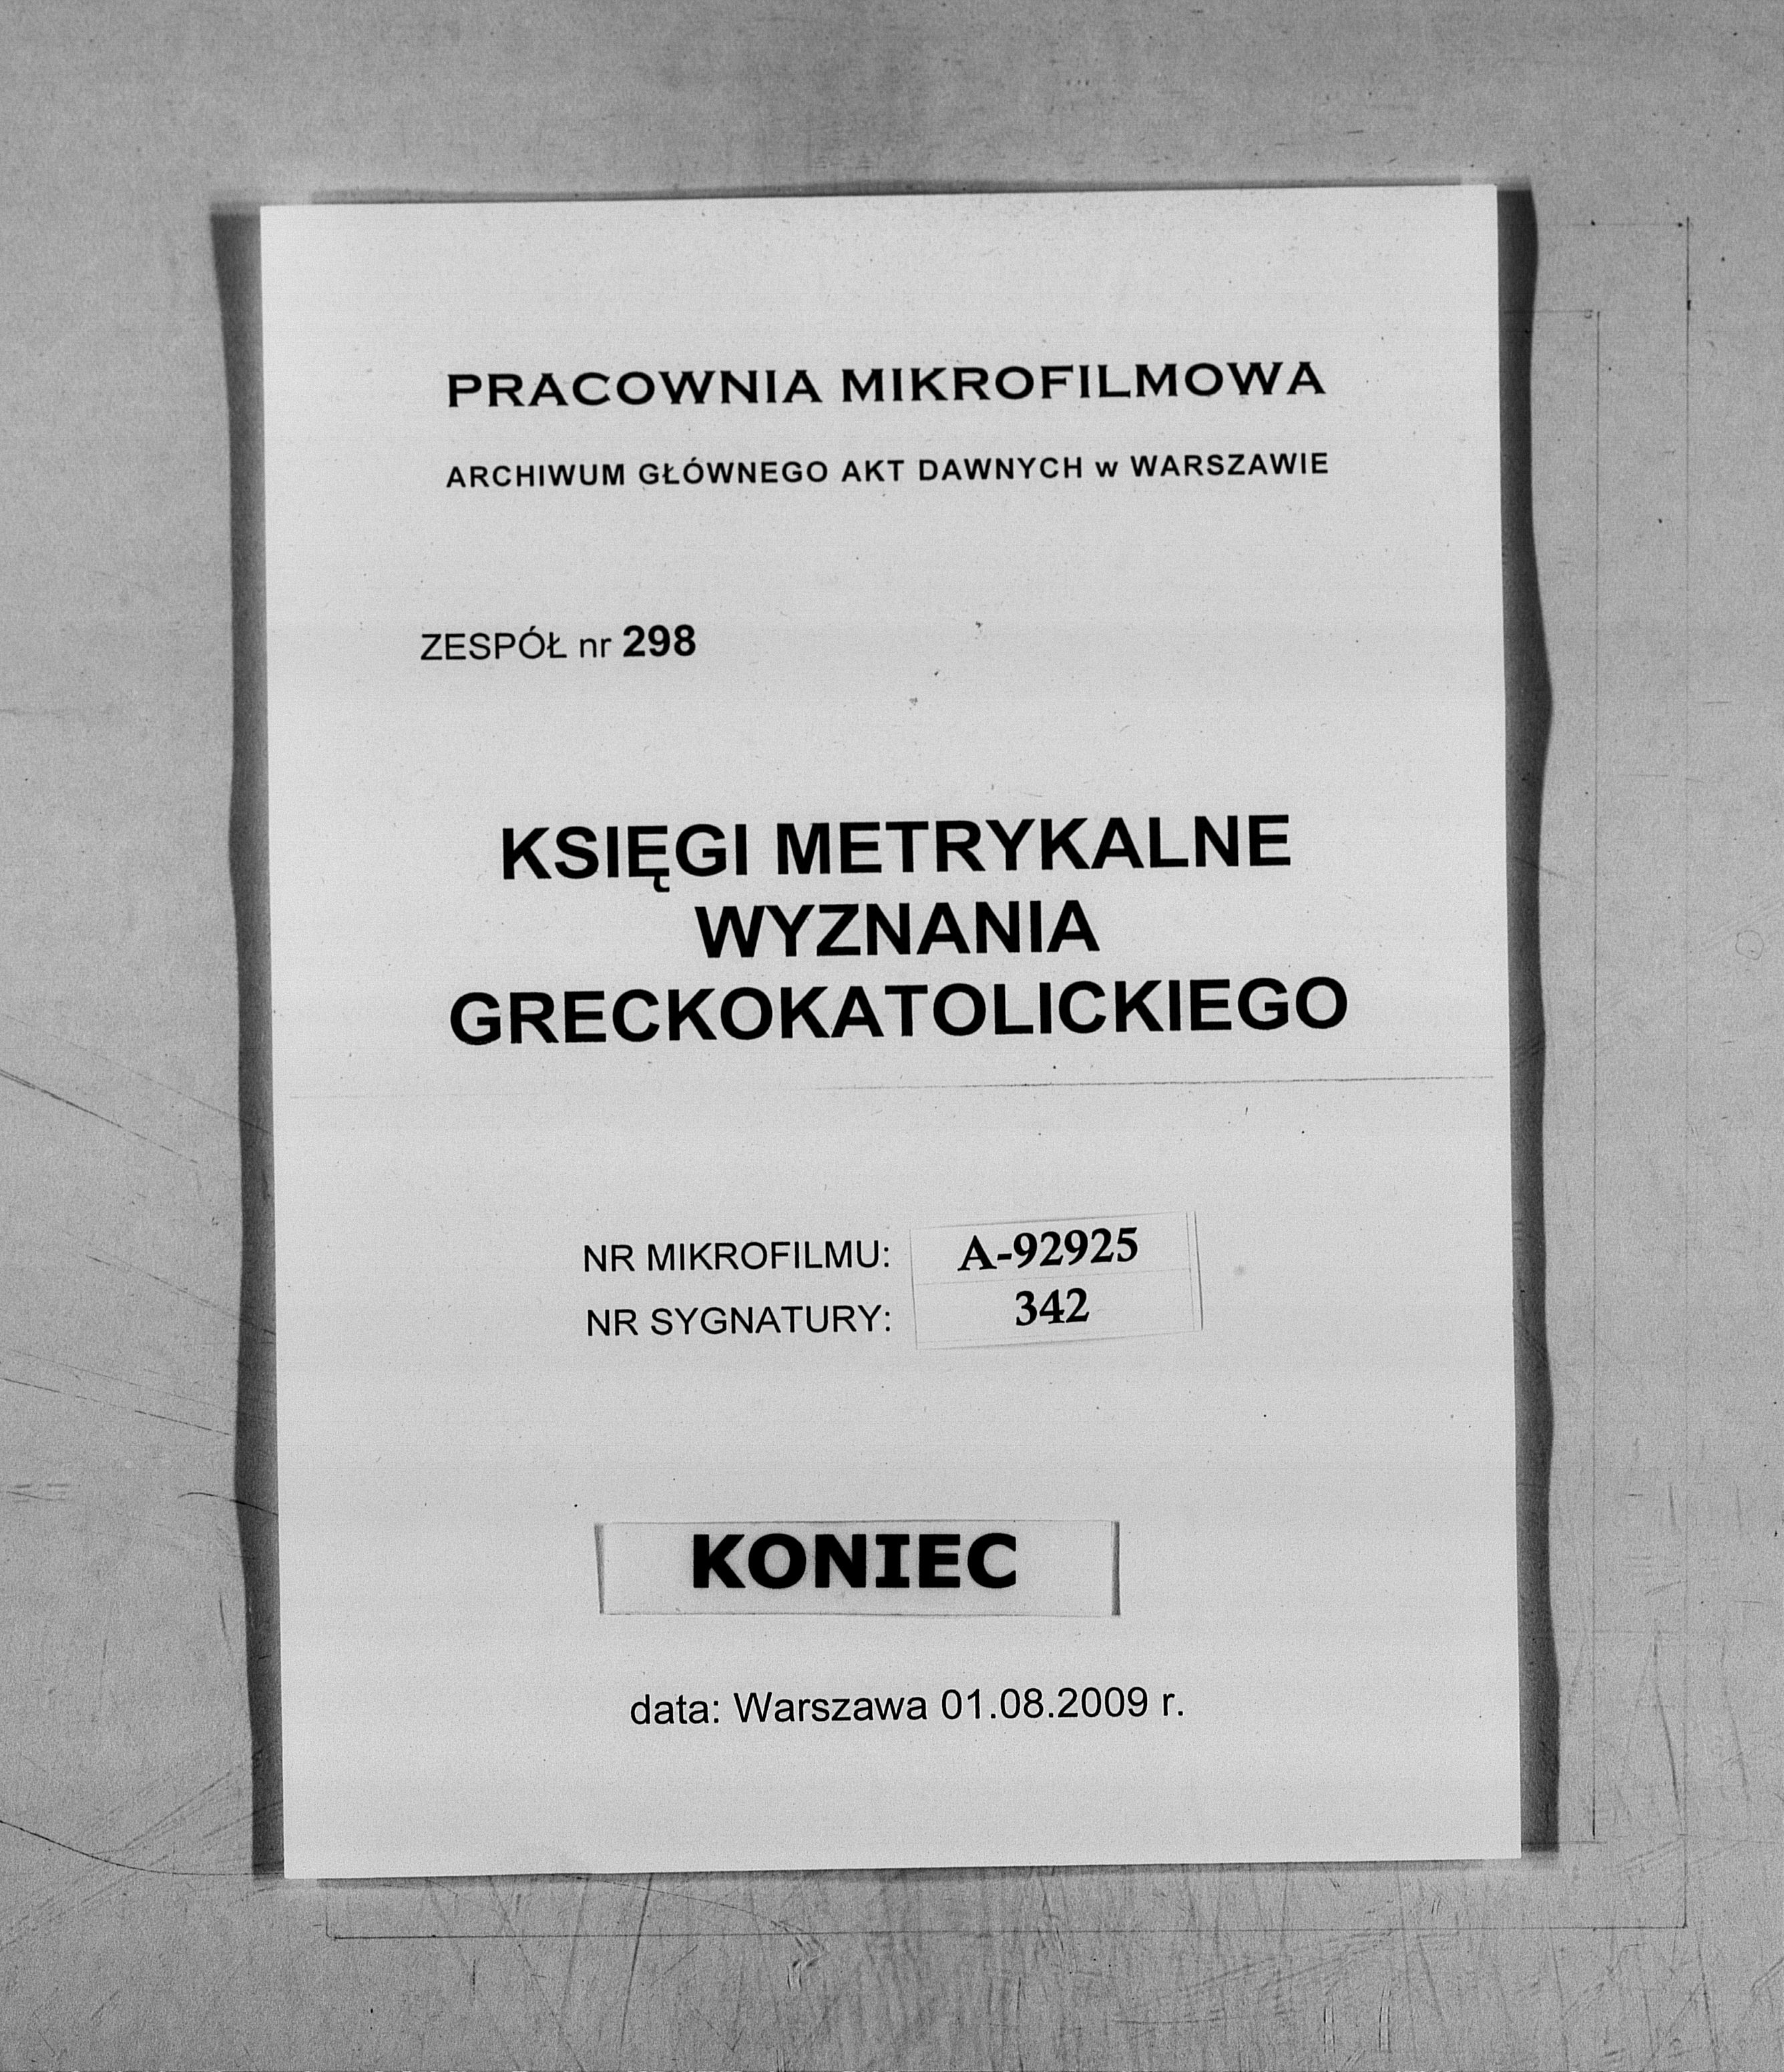 PRACOWNIA MIKROFILMOWA
ARCHIWUM GŁÓWNEGO AKT DAWNYCH w WARSZAWIE
ZESPÓŁ nr 298
KSIĘGI METRYKALNE
WYZNANIA
GRECKOKATOLICKIEGO
NR MIKROFILMU: A-92925
NR SYGNATURY: 342
KONIEC
data: Warszawa 01.08.2009 r.